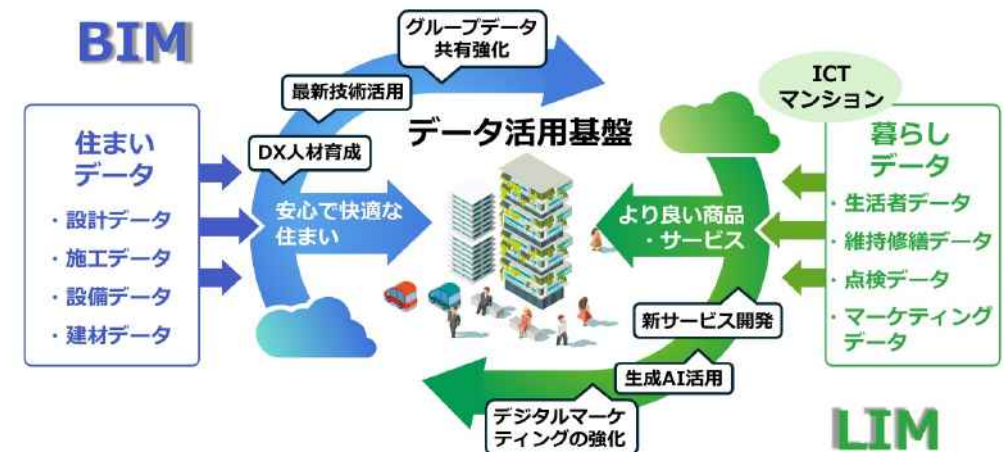 BIM
住まい
データ
・設計データ
・施工データ
・設備データ
・建材データ
グループデータ
共有強化
最新技術活用
DX人材育成
安心で快適な
住まい
データ活用基盤
より良い商品
・サービス
新サービス開発
生成AI活用
デジタルマーケ
ティングの強化
ICT
マンション
暮らし
データ
・生活者データ
・維持修繕データ
・点検データ
・マーケティング
データ
LIM